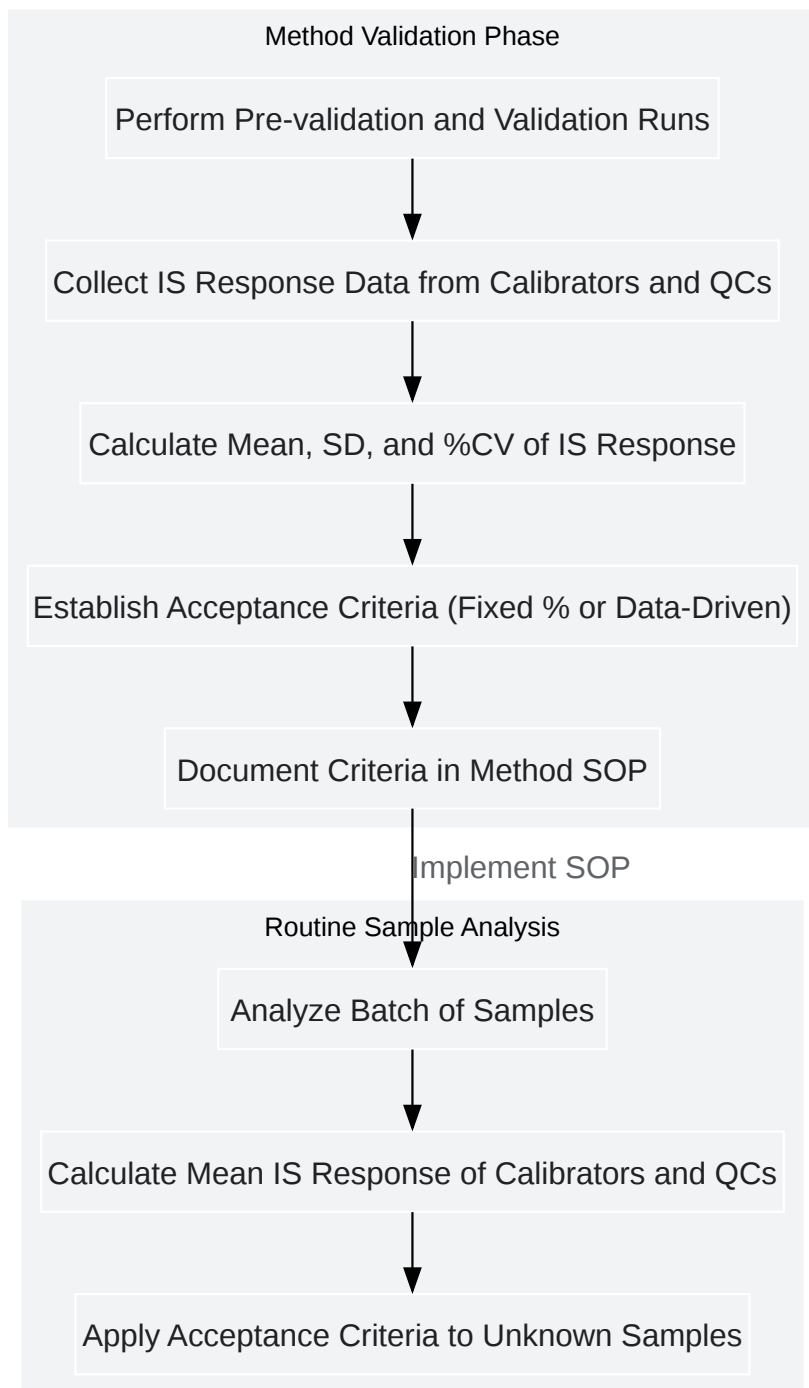 Method Validation Phase
Perform Pre-validation and Validation Runs
Collect IS Response Data from Calibrators and QCs
Calculate Mean, SD, and %CV of IS Response
Establish Acceptance Criteria (Fixed % or Data-Driven)
Document Criteria in Method SOP
Implement SOP
Routine Sample Analysis
Analyze Batch of Samples
Calculate Mean IS Response of Calibrators and QCs
Apply Acceptance Criteria to Unknown Samples